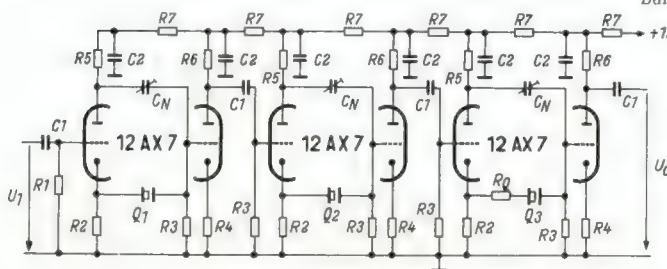 R7 R7 R7 R7 R7 R7
R5 C2 R6 C2 R5 C2 R6 C2 R5 C2 C2 R6
CN C1 CN C1 CN C1
C1 12 AX 7 12 AX 7 12 AX 7
U1 R1 Q1 Q2 RQ Q3
R2 R3 R4 R3 R2 R3 R4 R3 R2 R3 R4